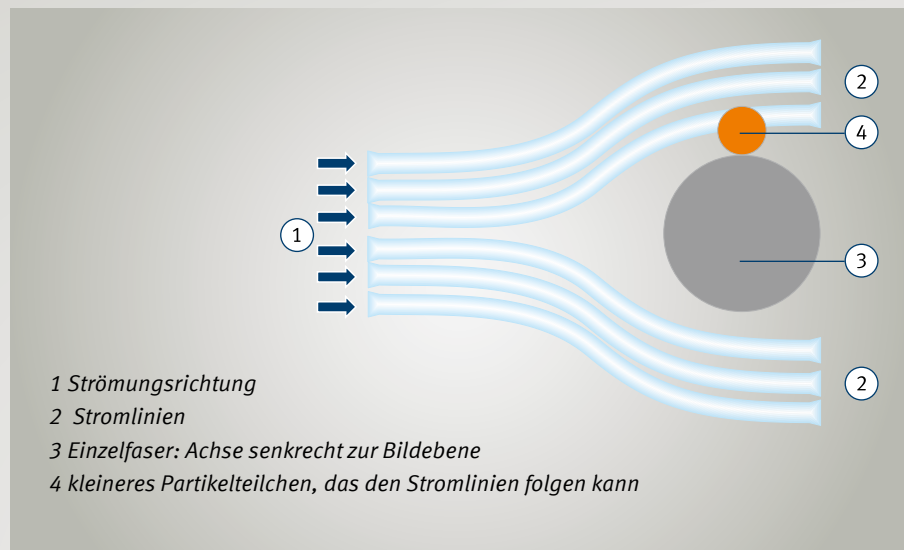 2
4
1
3
2
1 Strömungsrichtung
2 Stromlinien
3 Einzelfaser: Achse senkrecht zur Bildebene
4 kleineres Partikelteilchen, das den Stromlinien folgen kann